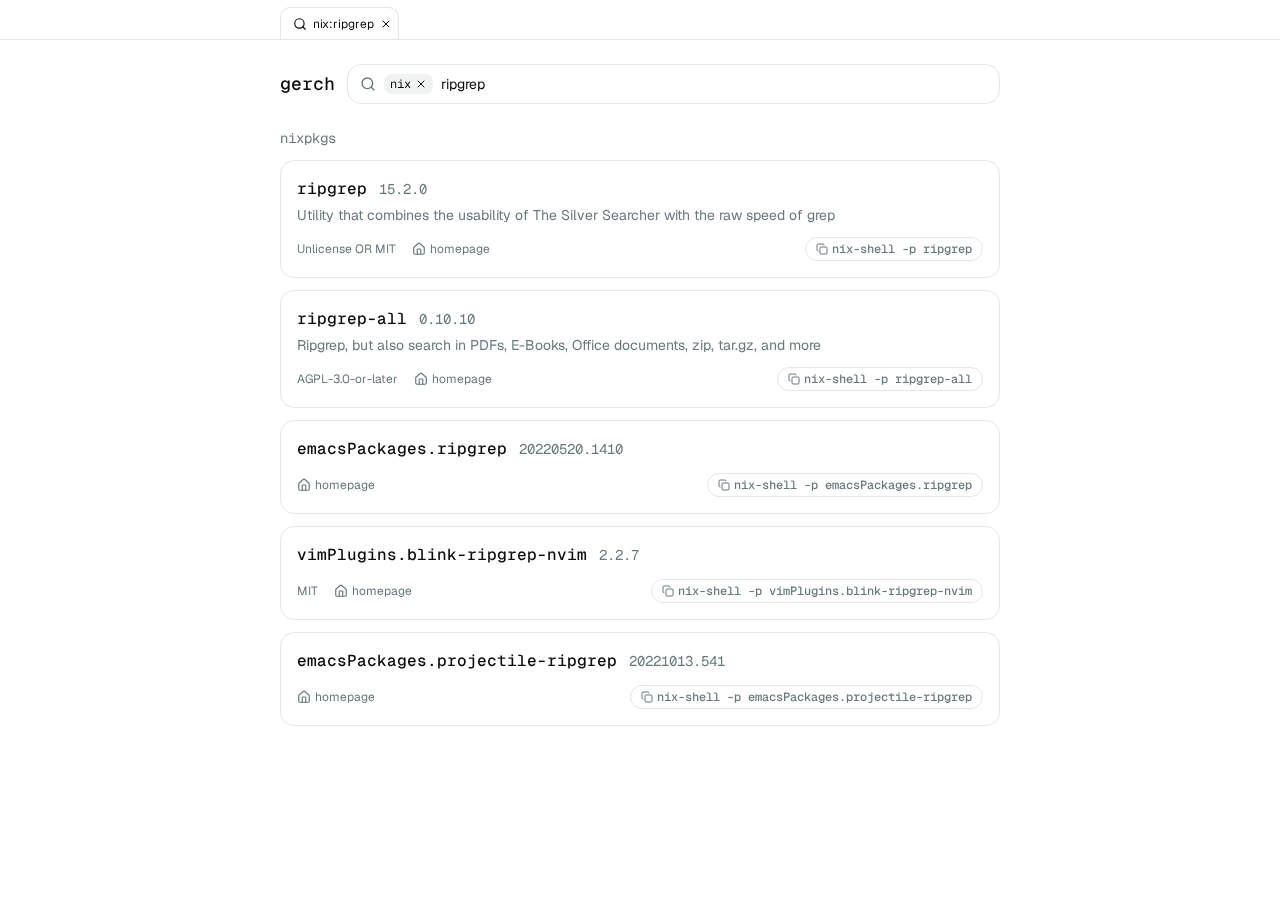 nix:ripgrep
gerch nix ripgrep
nixpkgs
ripgrep 15.2.0
Utility that combines the usability of The Silver Searcher with the raw speed of grep
Unlicense OR MIT homepage nix-shell -p ripgrep
ripgrep-all 0.10.10
Ripgrep, but also search in PDFs, E-Books, Office documents, zip, tar.gz, and more
AGPL-3.0-or-later homepage nix-shell -p ripgrep-all
emacsPackages.ripgrep 20220520.1410
homepage nix-shell -p emacsPackages.ripgrep
vimPlugins.blink-ripgrep-nvim 2.2.7
MIT homepage nix-shell -p vimPlugins.blink-ripgrep-nvim
emacsPackages.projectile-ripgrep 20221013.541
homepage nix-shell -p emacsPackages.projectile-ripgrep